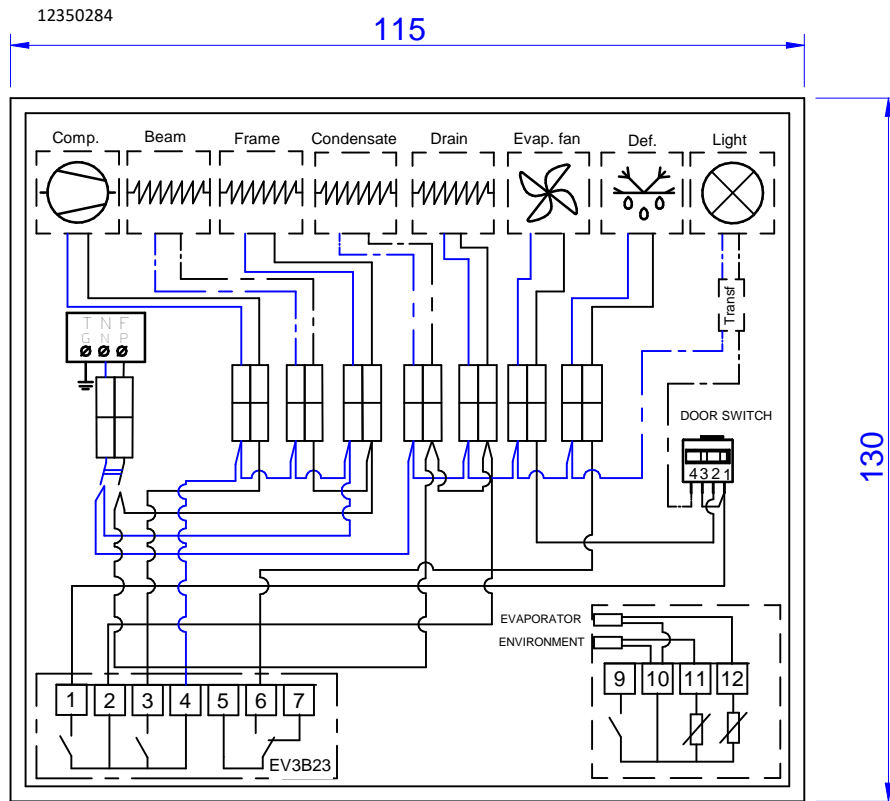 12350284
115
Comp. Beam Frame Condensate Drain Evap. fan Def. Light
T N F
G N P
Transf
DOOR SWITCH
4 3 2 1
130
EVAPORATOR
ENVIRONMENT
1 2 3 4 5 6 7
9 10 11 12
EV3B23